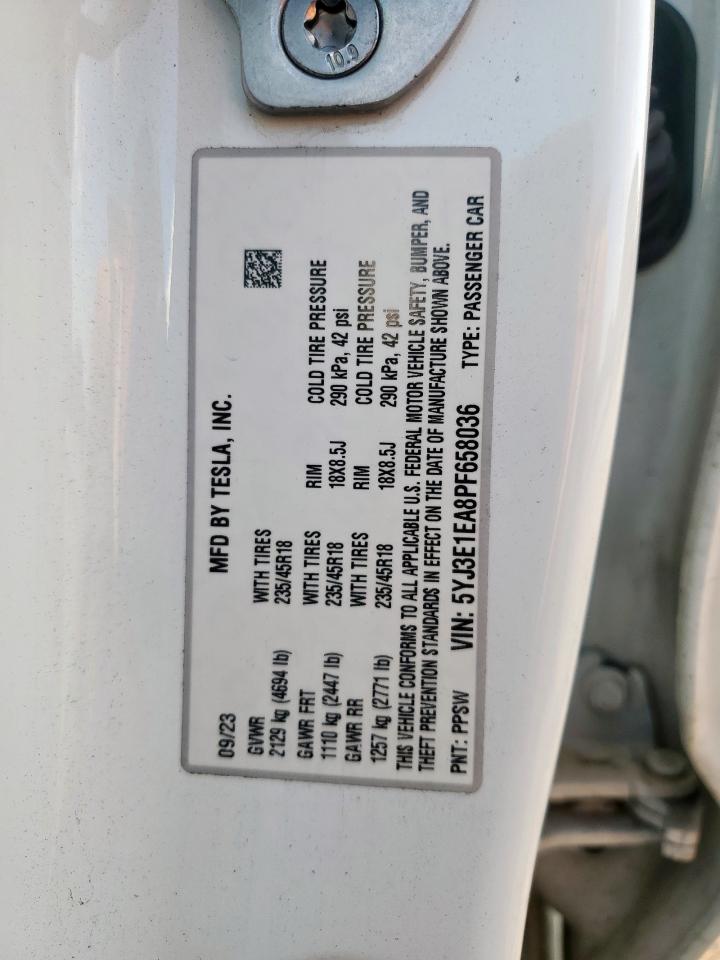 10.9
MFD BY TESLA, INC.
09/23
GVWR WITH TIRES
2129 kg (4694 lb) 235/45R18
GAWR FRT WITH TIRES RIM COLD TIRE PRESSURE
1110 kg (2447 lb) 235/45R18 18X8.5J 290 kPa, 42 psi
GAWR RR WITH TIRES RIM COLD TIRE PRESSURE
1257 kg (2771 lb) 235/45R18 18X8.5J 290 kPa, 42 psi
THIS VEHICLE CONFORMS TO ALL APPLICABLE U.S. FEDERAL MOTOR VEHICLE SAFETY, BUMPER, AND
THEFT PREVENTION STANDARDS IN EFFECT ON THE DATE OF MANUFACTURE SHOWN ABOVE.
PNT: PPSW VIN: 5YJ3E1EA8PF658036 TYPE: PASSENGER CAR